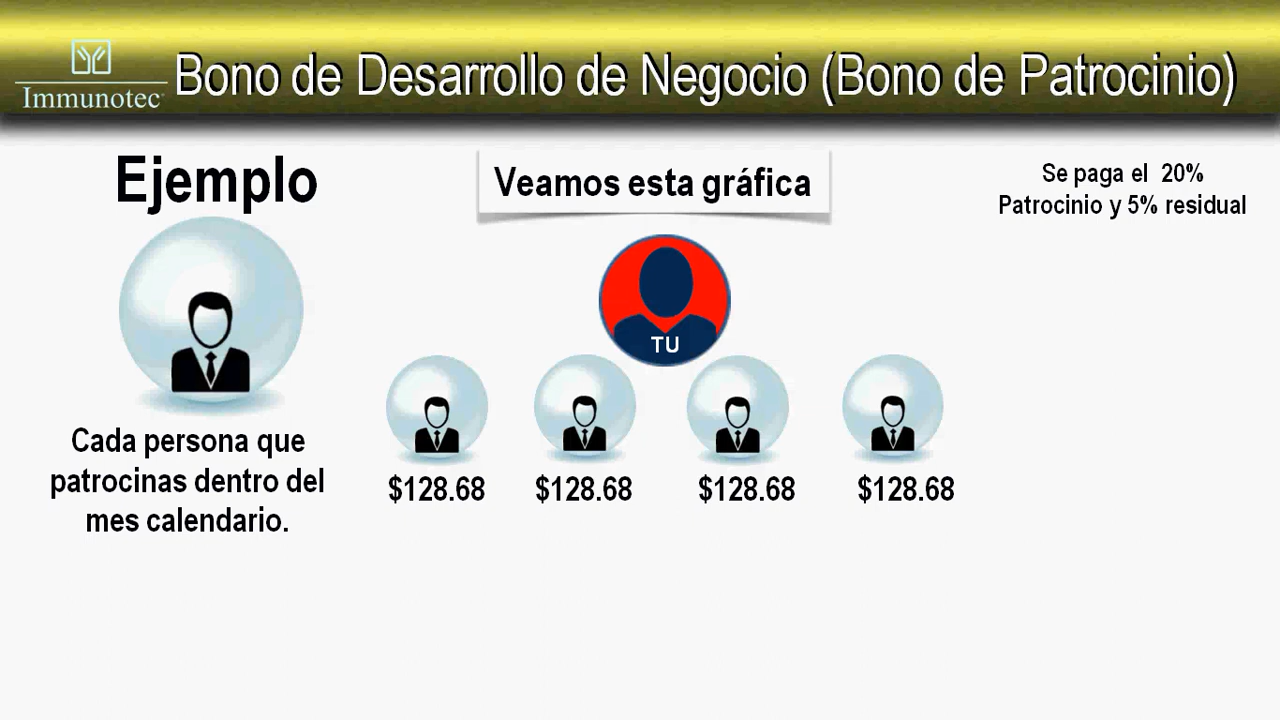 Immunotec
Bono de Desarrollo de Negocio (Bono de Patrocinio)
Ejemplo
Veamos esta gráfica
Se paga el 20%
Patrocinio y 5% residual
TU
Cada persona que
patrocinas dentro del
mes calendario.
$128.68 $128.68 $128.68 $128.68